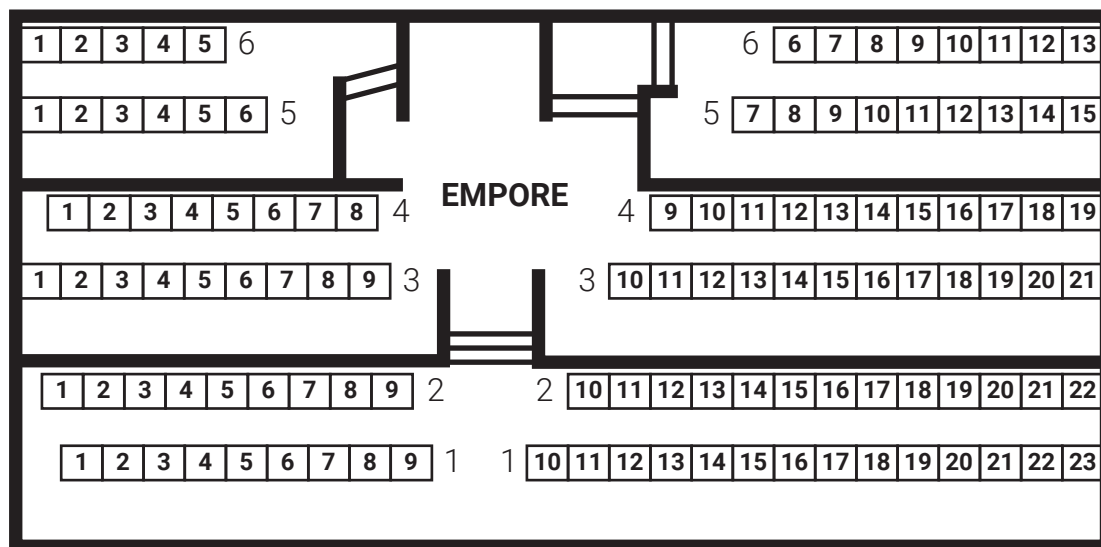 1 2 3 4 5 6 6 6 7 8 9 10 11 12 13
1 2 3 4 5 6 5 5 7 8 9 10 11 12 13 14 15
EMPORE
1 2 3 4 5 6 7 8 4 4 9 10 11 12 13 14 15 16 17 18 19
1 2 3 4 5 6 7 8 9 3 3 10 11 12 13 14 15 16 17 18 19 20 21
1 2 3 4 5 6 7 8 9 2 2 10 11 12 13 14 15 16 17 18 19 20 21 22
1 2 3 4 5 6 7 8 9 1 1 10 11 12 13 14 15 16 17 18 19 20 21 22 23